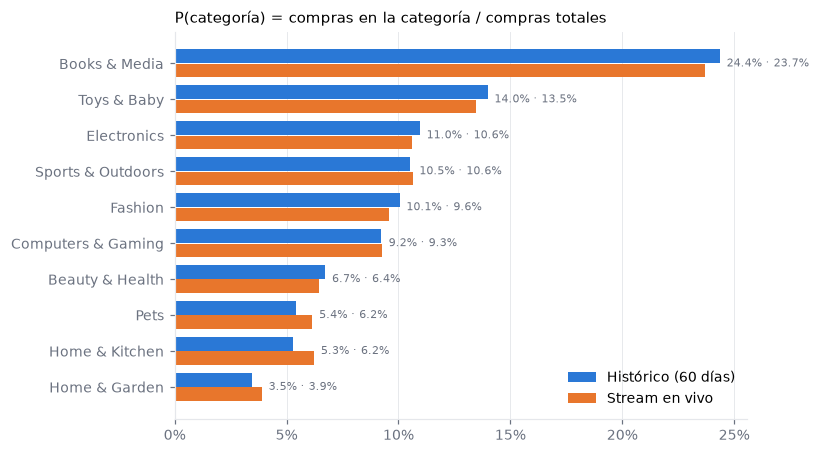 P(categoría) = compras en la categoría / compras totales
Books & Media
24.4% · 23.7%
Toys & Baby
14.0% · 13.5%
Electronics
11.0% · 10.6%
Sports & Outdoors
10.5% · 10.6%
Fashion
10.1% · 9.6%
Computers & Gaming
9.2% · 9.3%
Beauty & Health
6.7% · 6.4%
Pets
5.4% · 6.2%
Home & Kitchen
5.3% · 6.2%
Home & Garden
3.5% · 3.9%
Histórico (60 días)
Stream en vivo
0% 5% 10% 15% 20% 25%